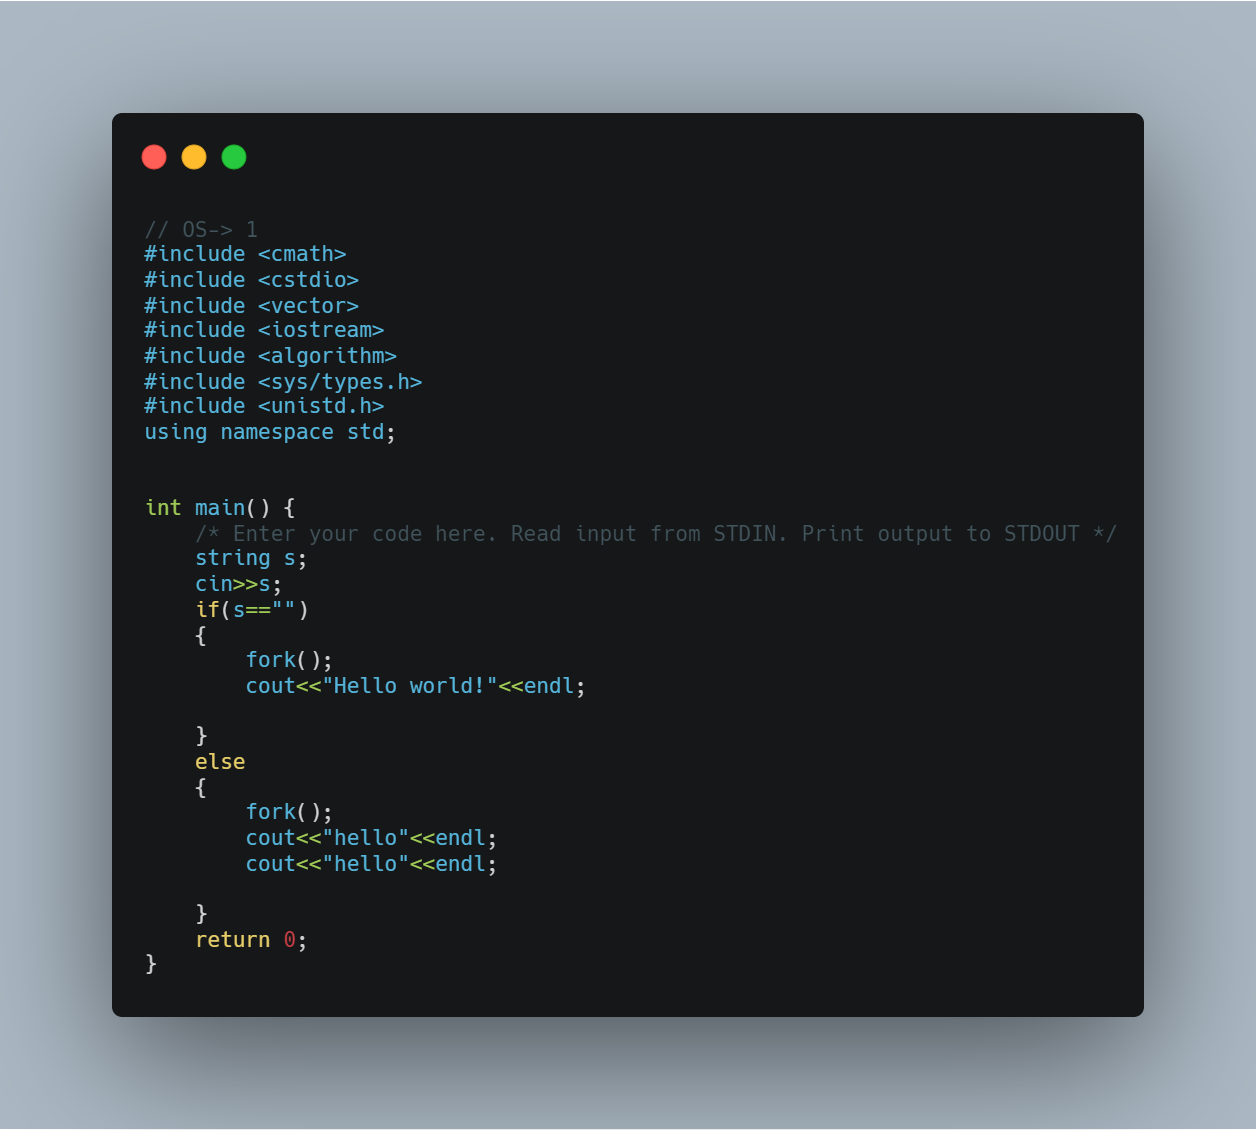 // OS-> 1
#include <cmath>
#include <cstdio>
#include <vector>
#include <iostream>
#include <algorithm>
#include <sys/types.h>
#include <unistd.h>
using namespace std;
int main() {
    /* Enter your code here. Read input from STDIN. Print output to STDOUT */
    string s;
    cin>>s;
    if(s=="")
    {
        fork();
        cout<<"Hello world!"<<endl;
    }
    else
    {
        fork();
        cout<<"hello"<<endl;
        cout<<"hello"<<endl;
    }
    return 0;
}